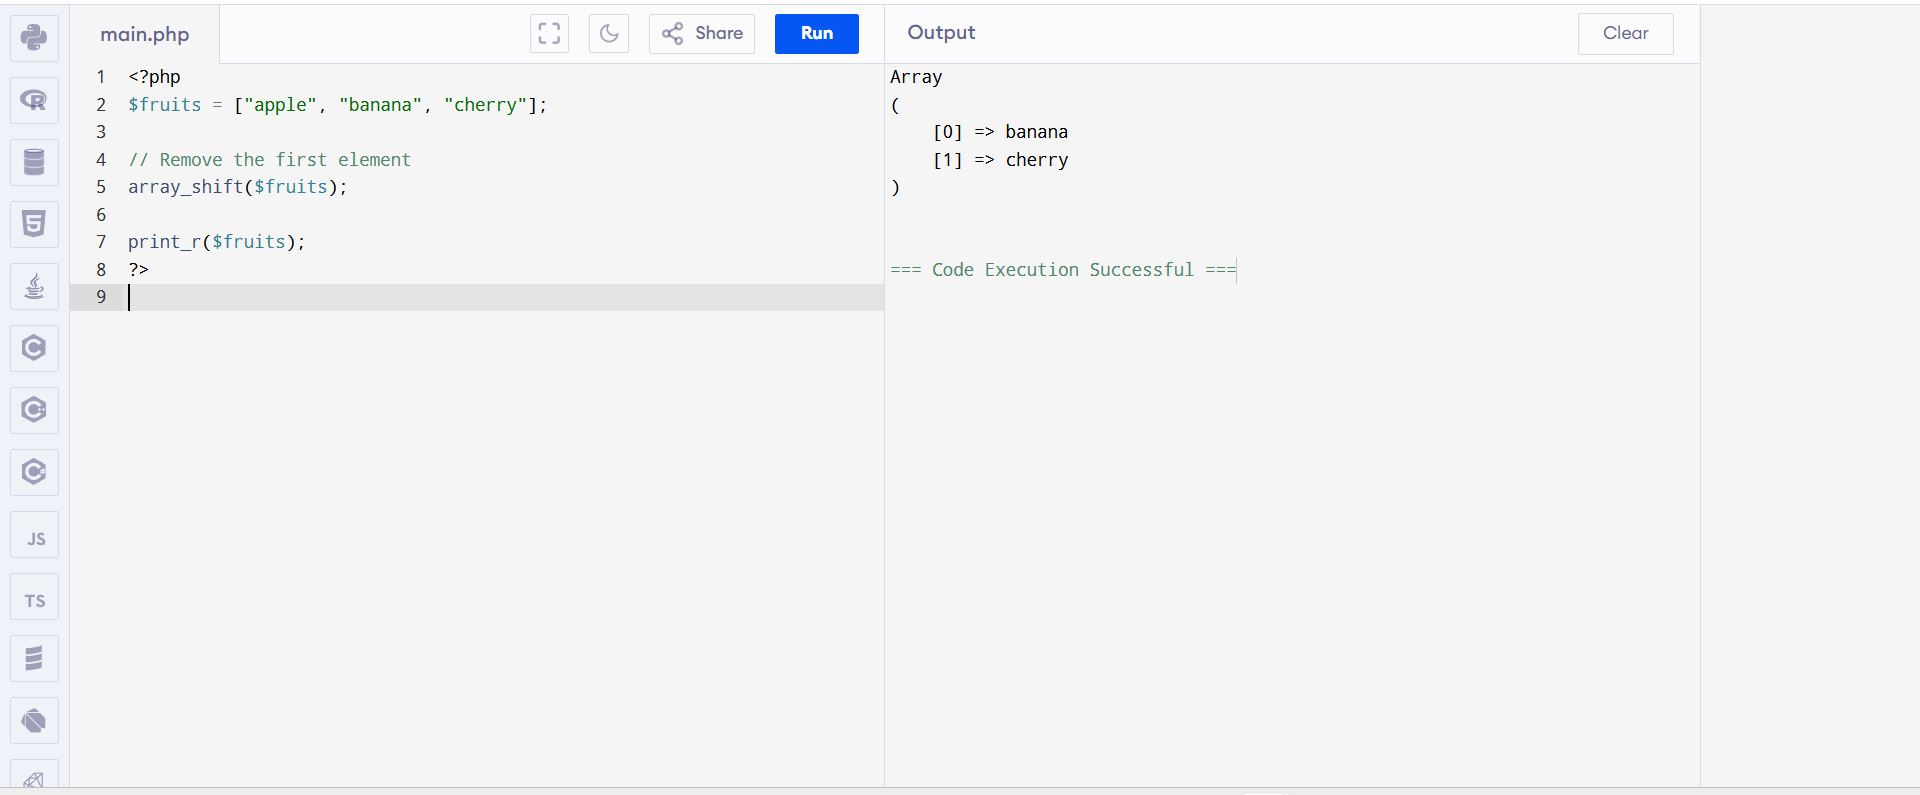 main.php
Share
Run
Output
Clear
1 <?php
2 $fruits = ["apple", "banana", "cherry"];
3
4 // Remove the first element
5 array_shift($fruits);
6
7 print_r($fruits);
8 ?>
9
Array
(
    [0] => banana
    [1] => cherry
)
=== Code Execution Successful ===
R
5
C
C
C
JS
TS